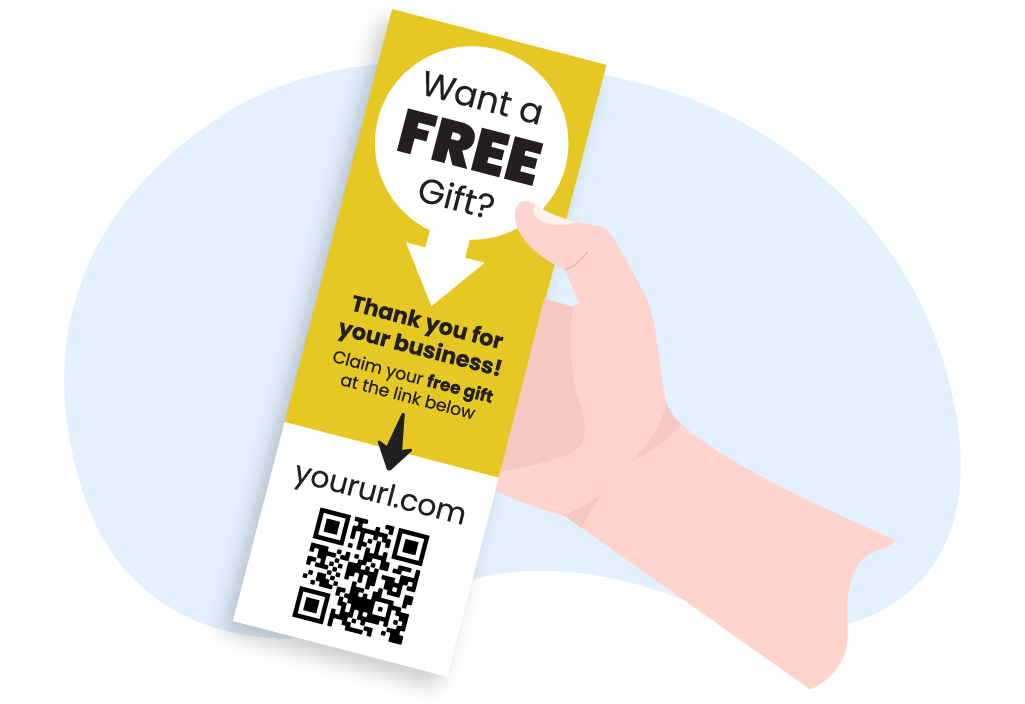 Want a
FREE
Gift?
Thank you for
your business!
Claim your free gift
at the link below
yoururl.com